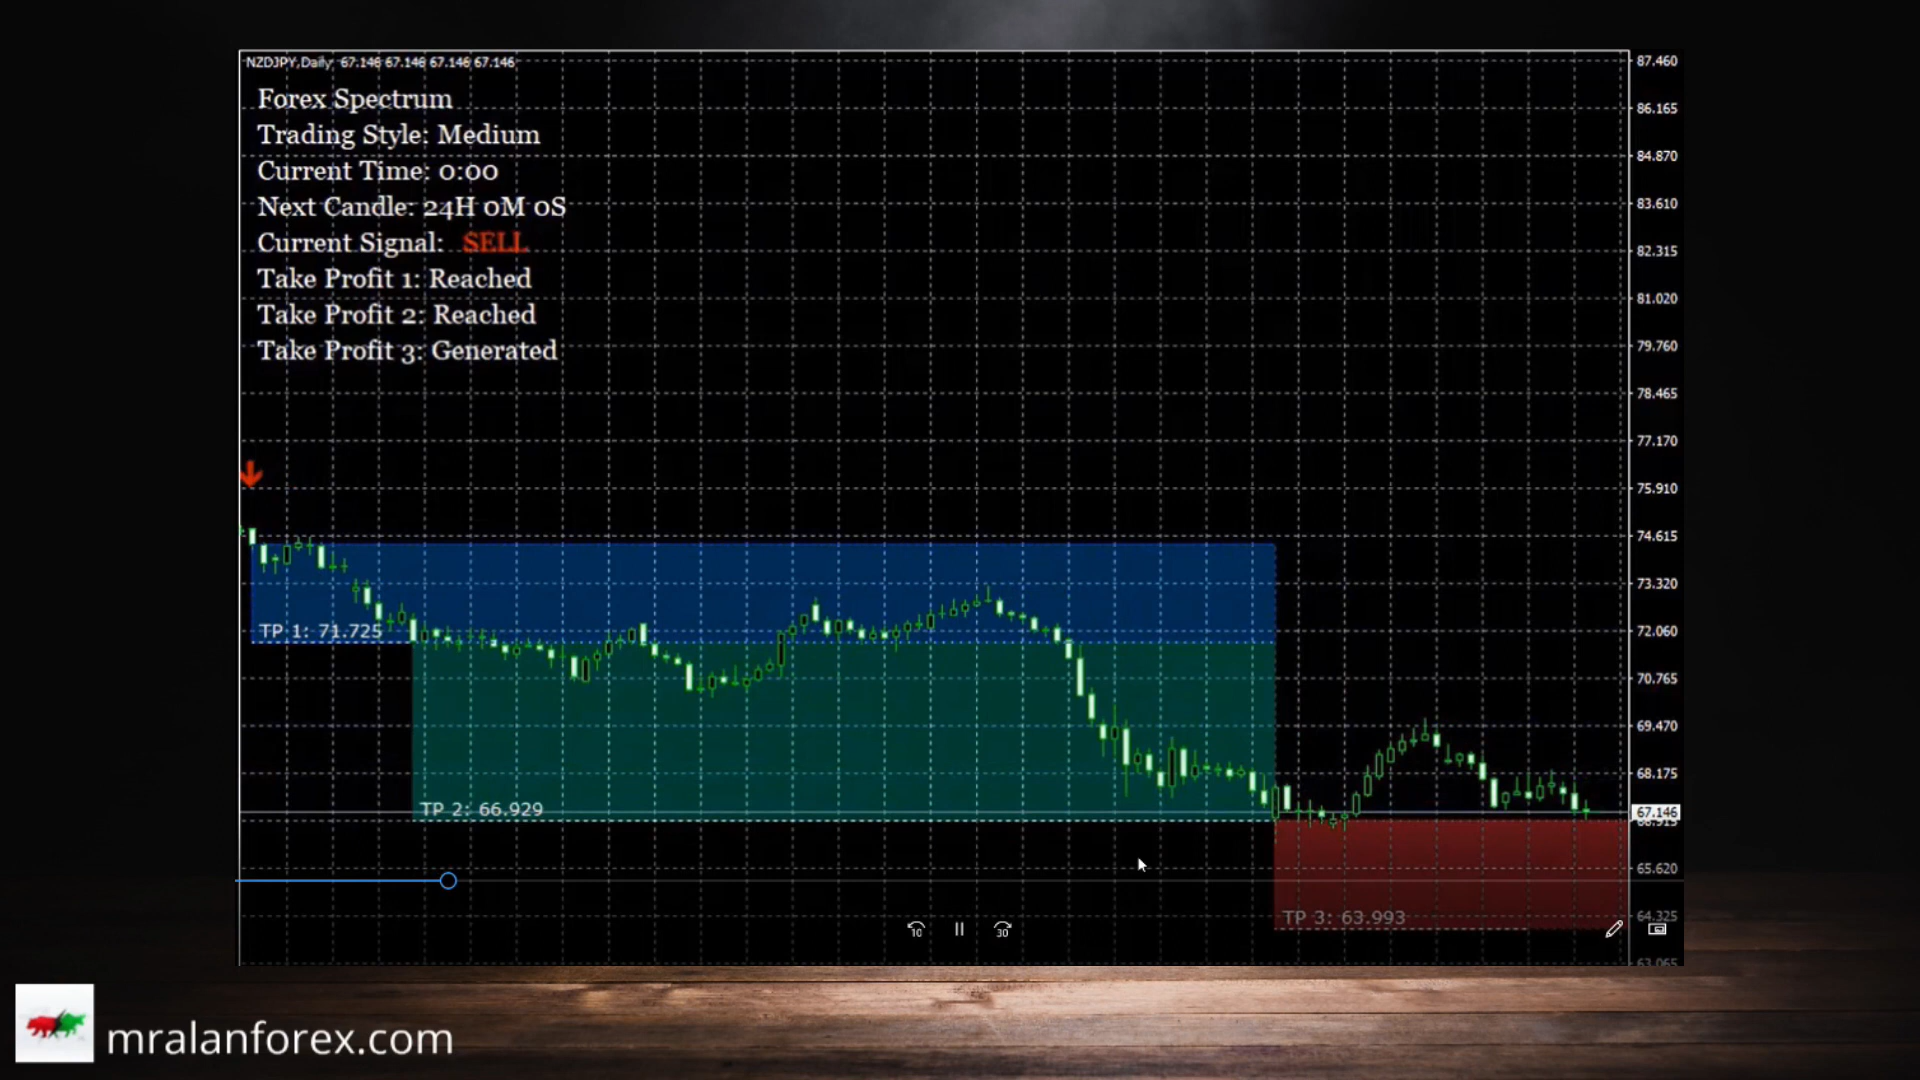 NZDJPY,Daily 67.146 67.146 67.146 67.146
Forex Spectrum
Trading Style: Medium
Current Time: 0:00
Next Candle: 24H 0M 0S
Current Signal: SELL
Take Profit 1: Reached
Take Profit 2: Reached
Take Profit 3: Generated
87.460
86.165
84.870
83.610
82.315
81.020
79.760
78.465
77.170
75.910
74.615
73.320
72.060
70.765
69.470
68.175
67.146
65.620
64.325
63.065
TP 1: 71.725
TP 2: 66.929
TP 3: 63.993
10
30
mralanforex.com